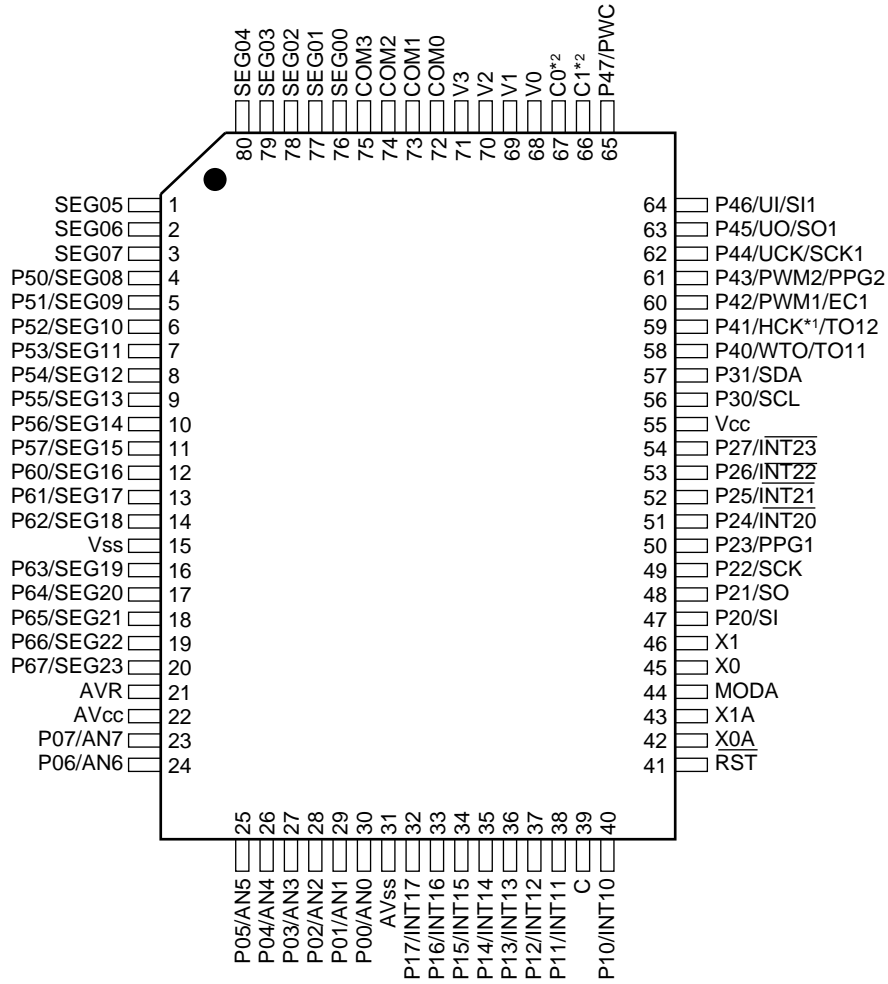 SEG04
SEG03
SEG02
SEG01
SEG00
COM3
COM2
COM1
COM0
V3
V2
V1
V0
C0*2
C1*2
P47/PWC
80
79
78
77
76
75
74
73
72
71
70
69
68
67
66
65
SEG05 1
SEG06 2
SEG07 3
P50/SEG08 4
P51/SEG09 5
P52/SEG10 6
P53/SEG11 7
P54/SEG12 8
P55/SEG13 9
P56/SEG14 10
P57/SEG15 11
P60/SEG16 12
P61/SEG17 13
P62/SEG18 14
Vss 15
P63/SEG19 16
P64/SEG20 17
P65/SEG21 18
P66/SEG22 19
P67/SEG23 20
AVR 21
AVcc 22
P07/AN7 23
P06/AN6 24
64 P46/UI/SI1
63 P45/UO/SO1
62 P44/UCK/SCK1
61 P43/PWM2/PPG2
60 P42/PWM1/EC1
59 P41/HCK*1/TO12
58 P40/WTO/TO11
57 P31/SDA
56 P30/SCL
55 Vcc
54 P27/INT23
53 P26/INT22
52 P25/INT21
51 P24/INT20
50 P23/PPG1
49 P22/SCK
48 P21/SO
47 P20/SI
46 X1
45 X0
44 MODA
43 X1A
42 X0A
41 RST
25
26
27
28
29
30
31
32
33
34
35
36
37
38
39
40
P05/AN5
P04/AN4
P03/AN3
P02/AN2
P01/AN1
P00/AN0
AVss
P17/INT17
P16/INT16
P15/INT15
P14/INT14
P13/INT13
P12/INT12
P11/INT11
C
P10/INT10